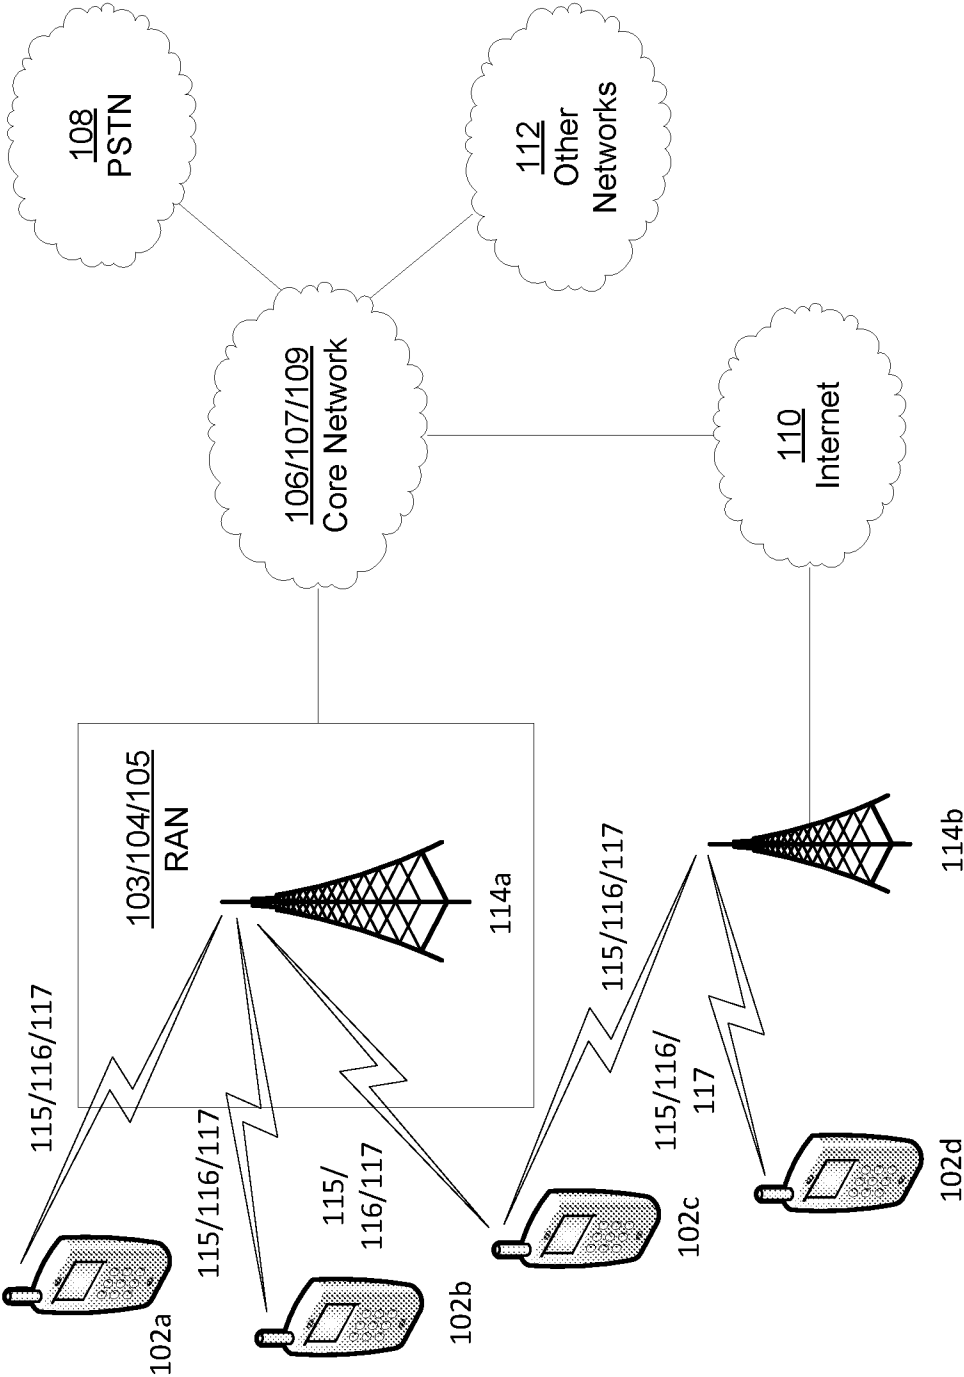 108
PSTN
112
Other
Networks
106/107/109
Core Network
110
Internet
103/104/105
RAN
114a
114b
115/116/117
115/116/117
115/
116/117
115/116/117
115/116/
117
102a
102b
102c
102d